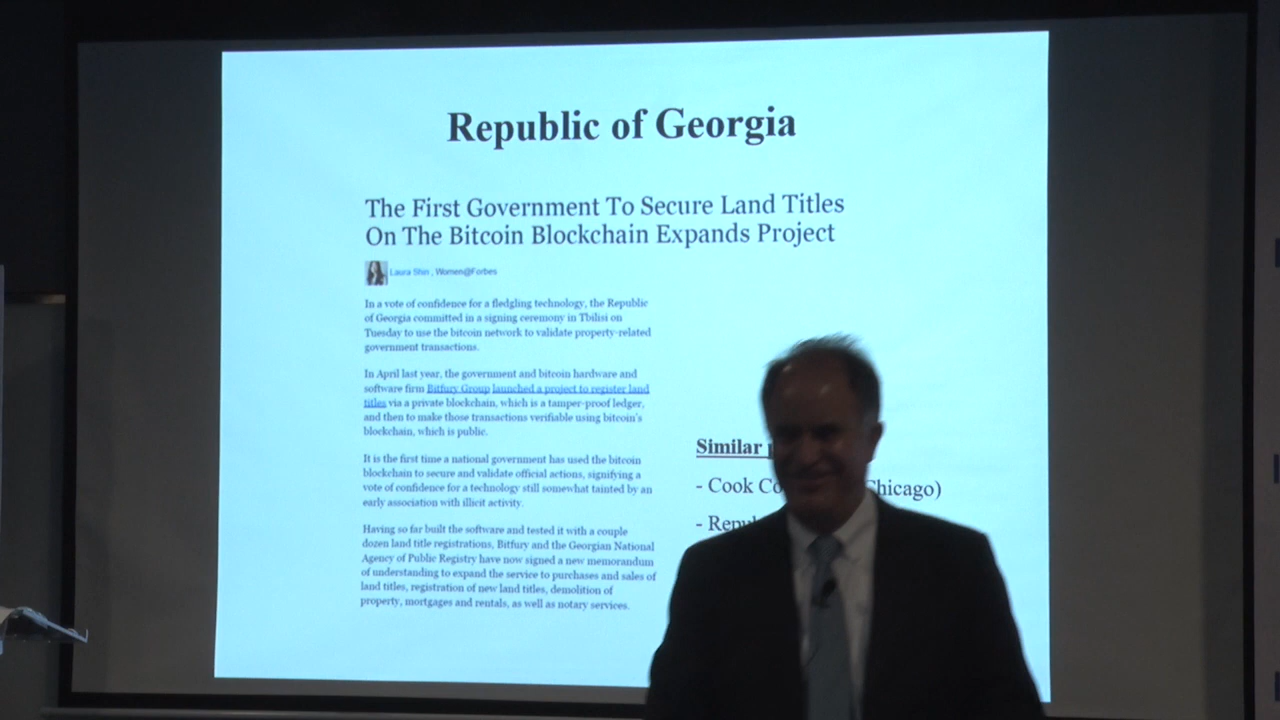 Republic of Georgia
The First Government To Secure Land Titles
On The Bitcoin Blockchain Expands Project
Laura Shin , Women@Forbes
In a vote of confidence for a fledgling technology, the Republic
of Georgia committed in a signing ceremony in Tbilisi on
Tuesday to use the bitcoin network to validate property-related
government transactions.
In April last year, the government and bitcoin hardware and
software firm Bitfury Group launched a project to register land
titles via a private blockchain, which is a tamper-proof ledger,
and then to make those transactions verifiable using bitcoin's
blockchain, which is public.
It is the first time a national government has used the bitcoin
blockchain to secure and validate official actions, signifying a
vote of confidence for a technology still somewhat tainted by an
early association with illicit activity.
Having so far built the software and tested it with a couple
dozen land title registrations, Bitfury and the Georgian National
Agency of Public Registry have now signed a new memorandum
of understanding to expand the service to purchases and sales of
land titles, registration of new land titles, demolition of
property, mortgages and rentals, as well as notary services.
Similar
- Cook Chicago)
-